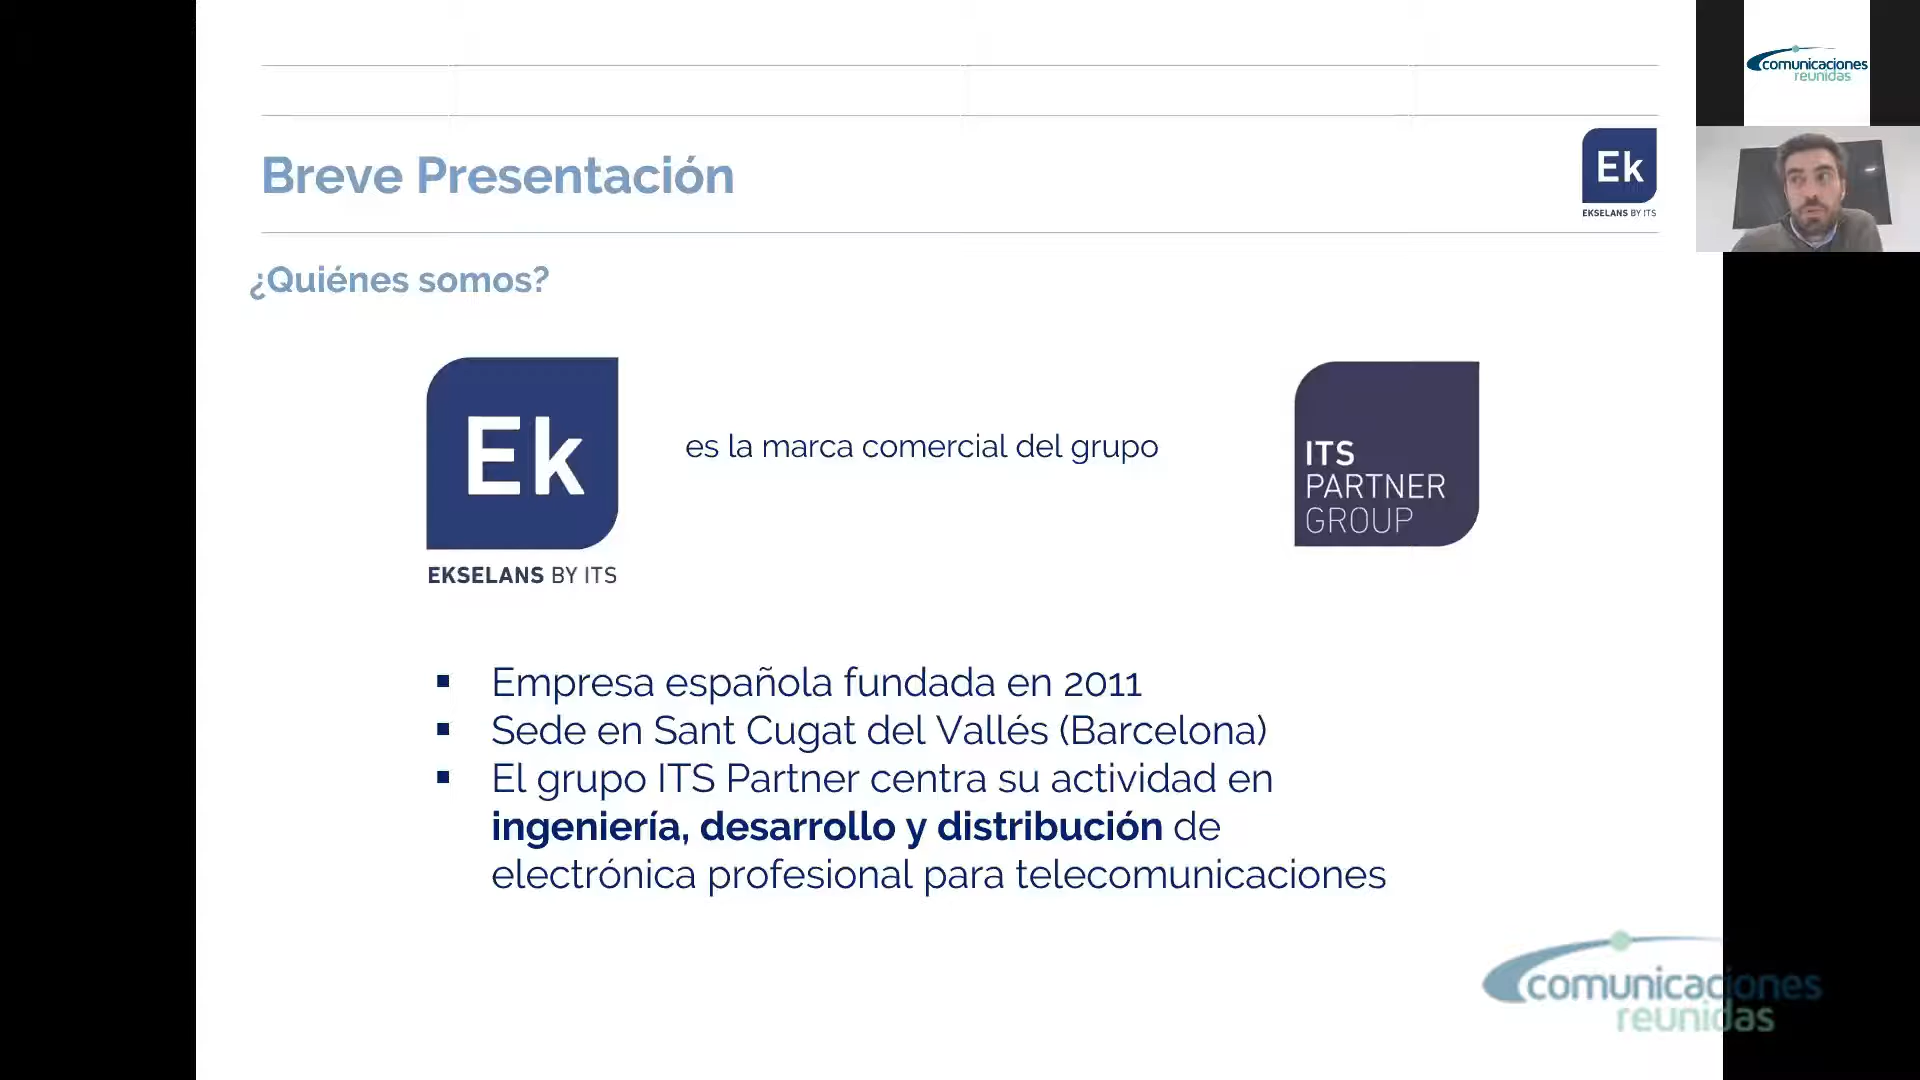 comunicaciones
reunidas
Breve Presentación
Ek
EKSELANS BY ITS
¿Quiénes somos?
Ek
EKSELANS BY ITS
es la marca comercial del grupo
ITS
PARTNER
GROUP
▪ Empresa española fundada en 2011
▪ Sede en Sant Cugat del Vallés (Barcelona)
▪ El grupo ITS Partner centra su actividad en
ingeniería, desarrollo y distribución de
electrónica profesional para telecomunicaciones
comunicaciones
reunidas